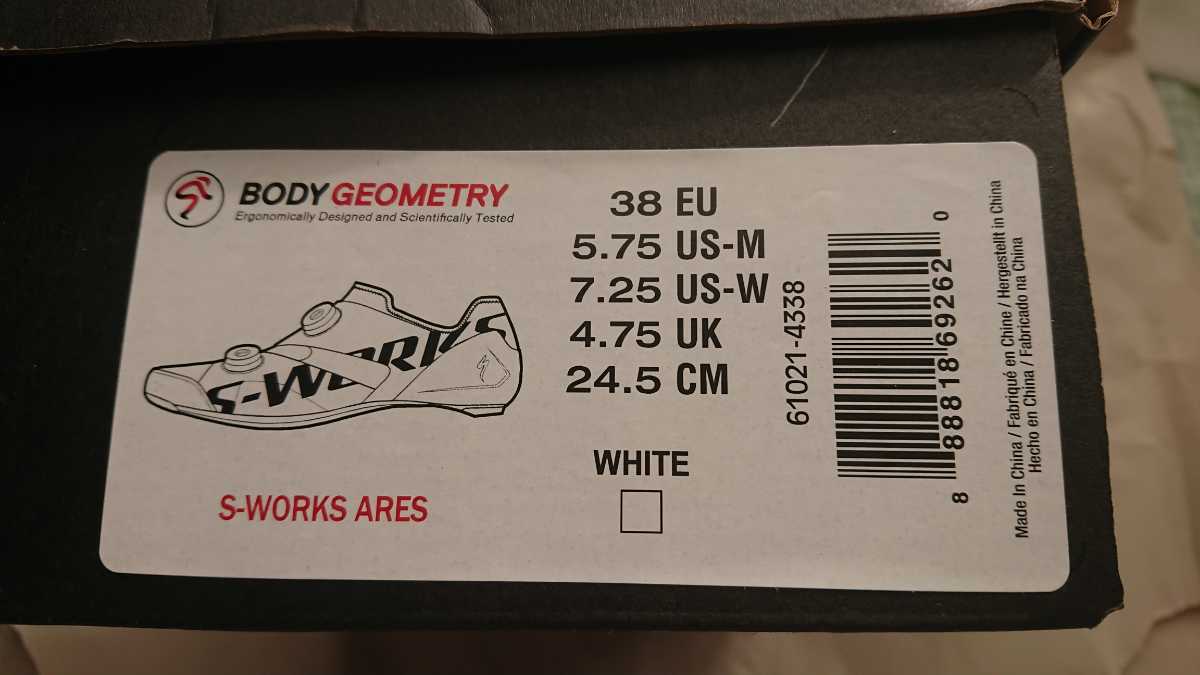 BODY GEOMETRY
Ergonomically Designed and Scientifically Tested
S-WORKS
S-WORKS ARES
38 EU
5.75 US-M
7.25 US-W
4.75 UK
24.5 CM
WHITE
61021-4338
8 88818 69262 0
Made In China / Fabriqué en Chine / Hergestellt in China
Hecho en China / Fabricado na China